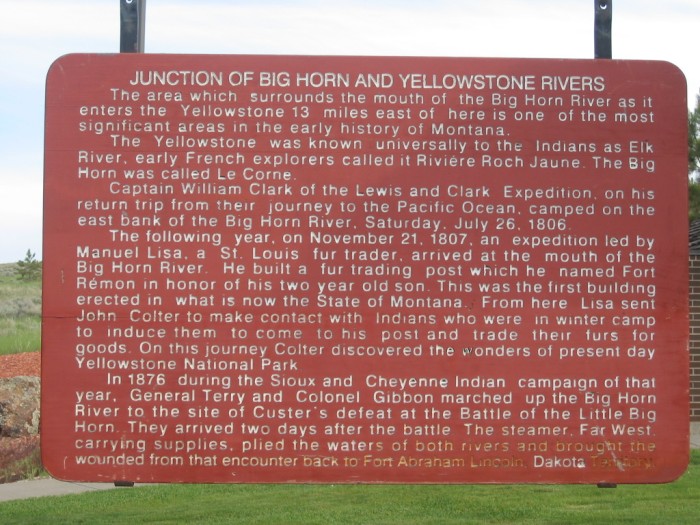 JUNCTION OF BIG HORN AND YELLOWSTONE RIVERS
The area which surrounds the mouth of the Big Horn River as it
enters the Yellowstone 13 miles east of here is one of the most
significant areas in the early history of Montana.
The Yellowstone was known universally to the Indians as Elk
River, early French explorers called it Riviére Roch Jaune. The Big
Horn was called Le Corne.
Captain William Clark of the Lewis and Clark Expedition, on his
return trip from their journey to the Pacific Ocean, camped on the
east bank of the Big Horn River, Saturday, July 26, 1806.
The following year, on November 21, 1807, an expedition led by
Manuel Lisa, a St. Louis fur trader, arrived at the mouth of the
Big Horn River. He built a fur trading post which he named Fort
Rémon in honor of his two year old son. This was the first building
erected in what is now the State of Montana. From here Lisa sent
John Colter to make contact with Indians who were in winter camp
to induce them to come to his post and trade their furs for
goods. On this journey Colter discovered the wonders of present day
Yellowstone National Park
In 1876 during the Sioux and Cheyenne Indian campaign of that
year, General Terry and Colonel Gibbon marched up the Big Horn
River to the site of Custer's defeat at the Battle of the Little Big
Horn. They arrived two days after the battle. The steamer, Far West,
carrying supplies, plied the waters of both rivers and brought the
wounded from that encounter back to Fort Abraham Lincoln, Dakota Territory.